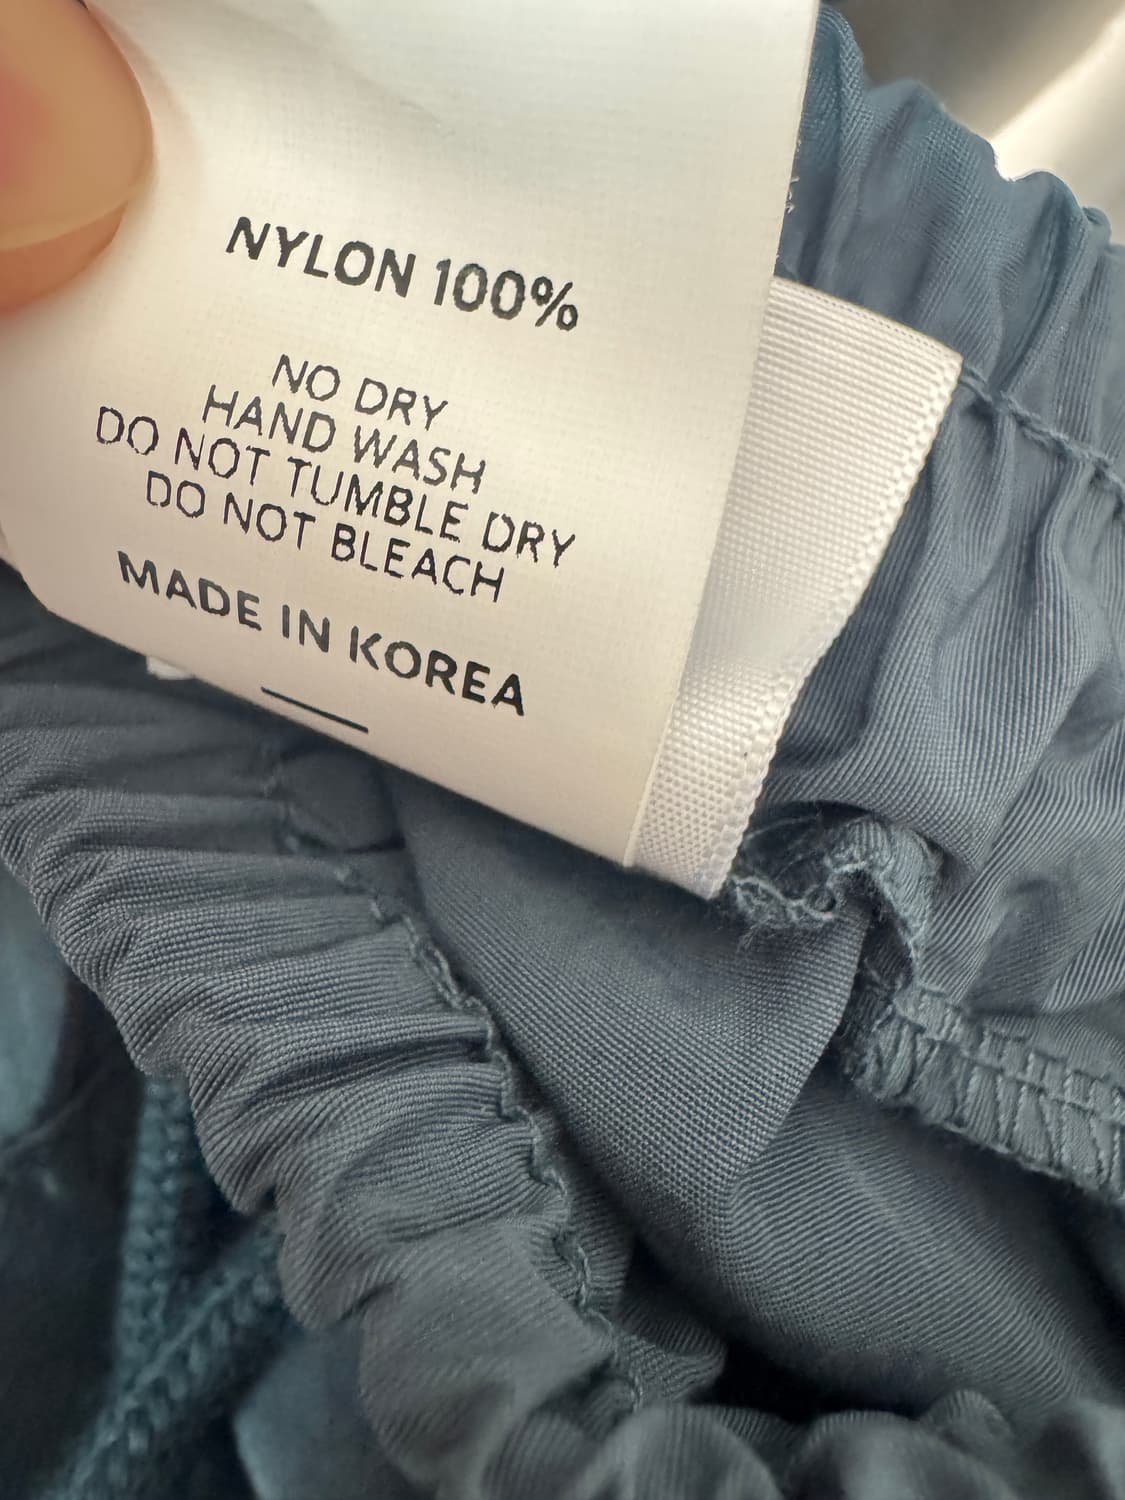 NYLON 100%
NO DRY
HAND WASH
DO NOT TUMBLE DRY
DO NOT BLEACH
MADE IN KOREA